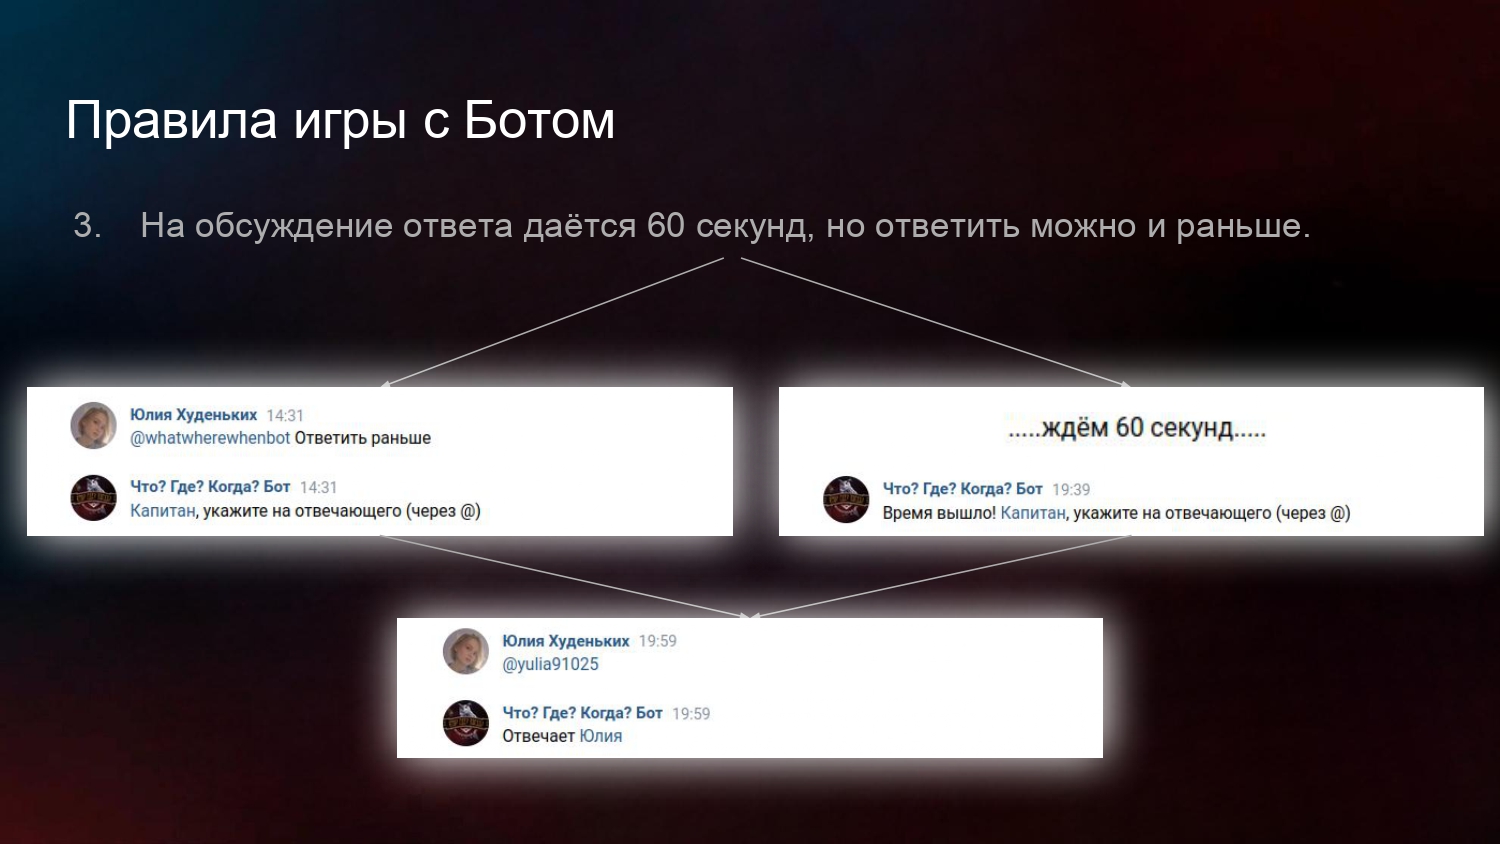 Правила игры с Ботом
3. На обсуждение ответа даётся 60 секунд, но ответить можно и раньше.
Юлия Худеньких 14:31
@whatwherewhenbot Ответить раньше
Что? Где? Когда? Бот 14:31
Капитан, укажите на отвечающего (через @)
.....ждём 60 секунд.....
Что? Где? Когда? Бот 19:39
Время вышло! Капитан, укажите на отвечающего (через @)
Юлия Худеньких 19:59
@yulia91025
Что? Где? Когда? Бот 19:59
Отвечает Юлия